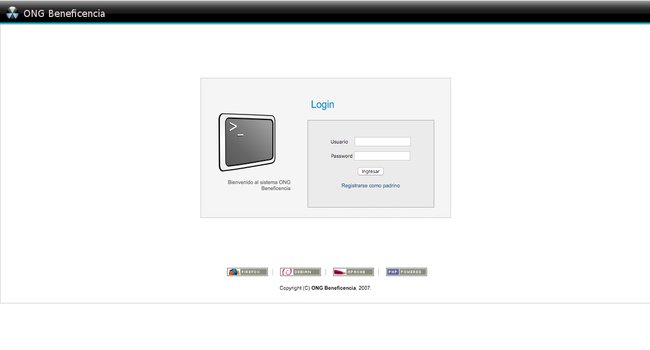 ONG Beneficencia
Login
>_
Usuario
Password
Ingresar
Registrarse como padrino
Bienvenido al sistema ONG
Beneficencia
FIREFOX | DEBIAN | APACHE | PHP POWERED
Copyright (C) ONG Beneficencia, 2007.